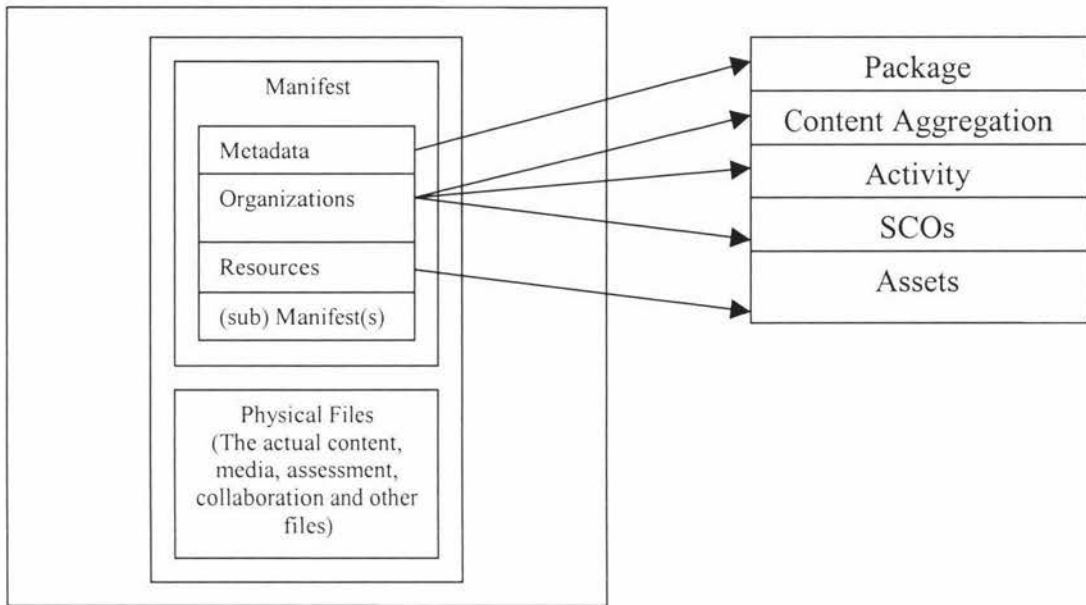 Manifest
Metadata
Organizations
Resources
(sub) Manifest(s)
Physical Files
(The actual content,
media, assessment,
collaboration and other
files)
Package
Content Aggregation
Activity
SCOs
Assets